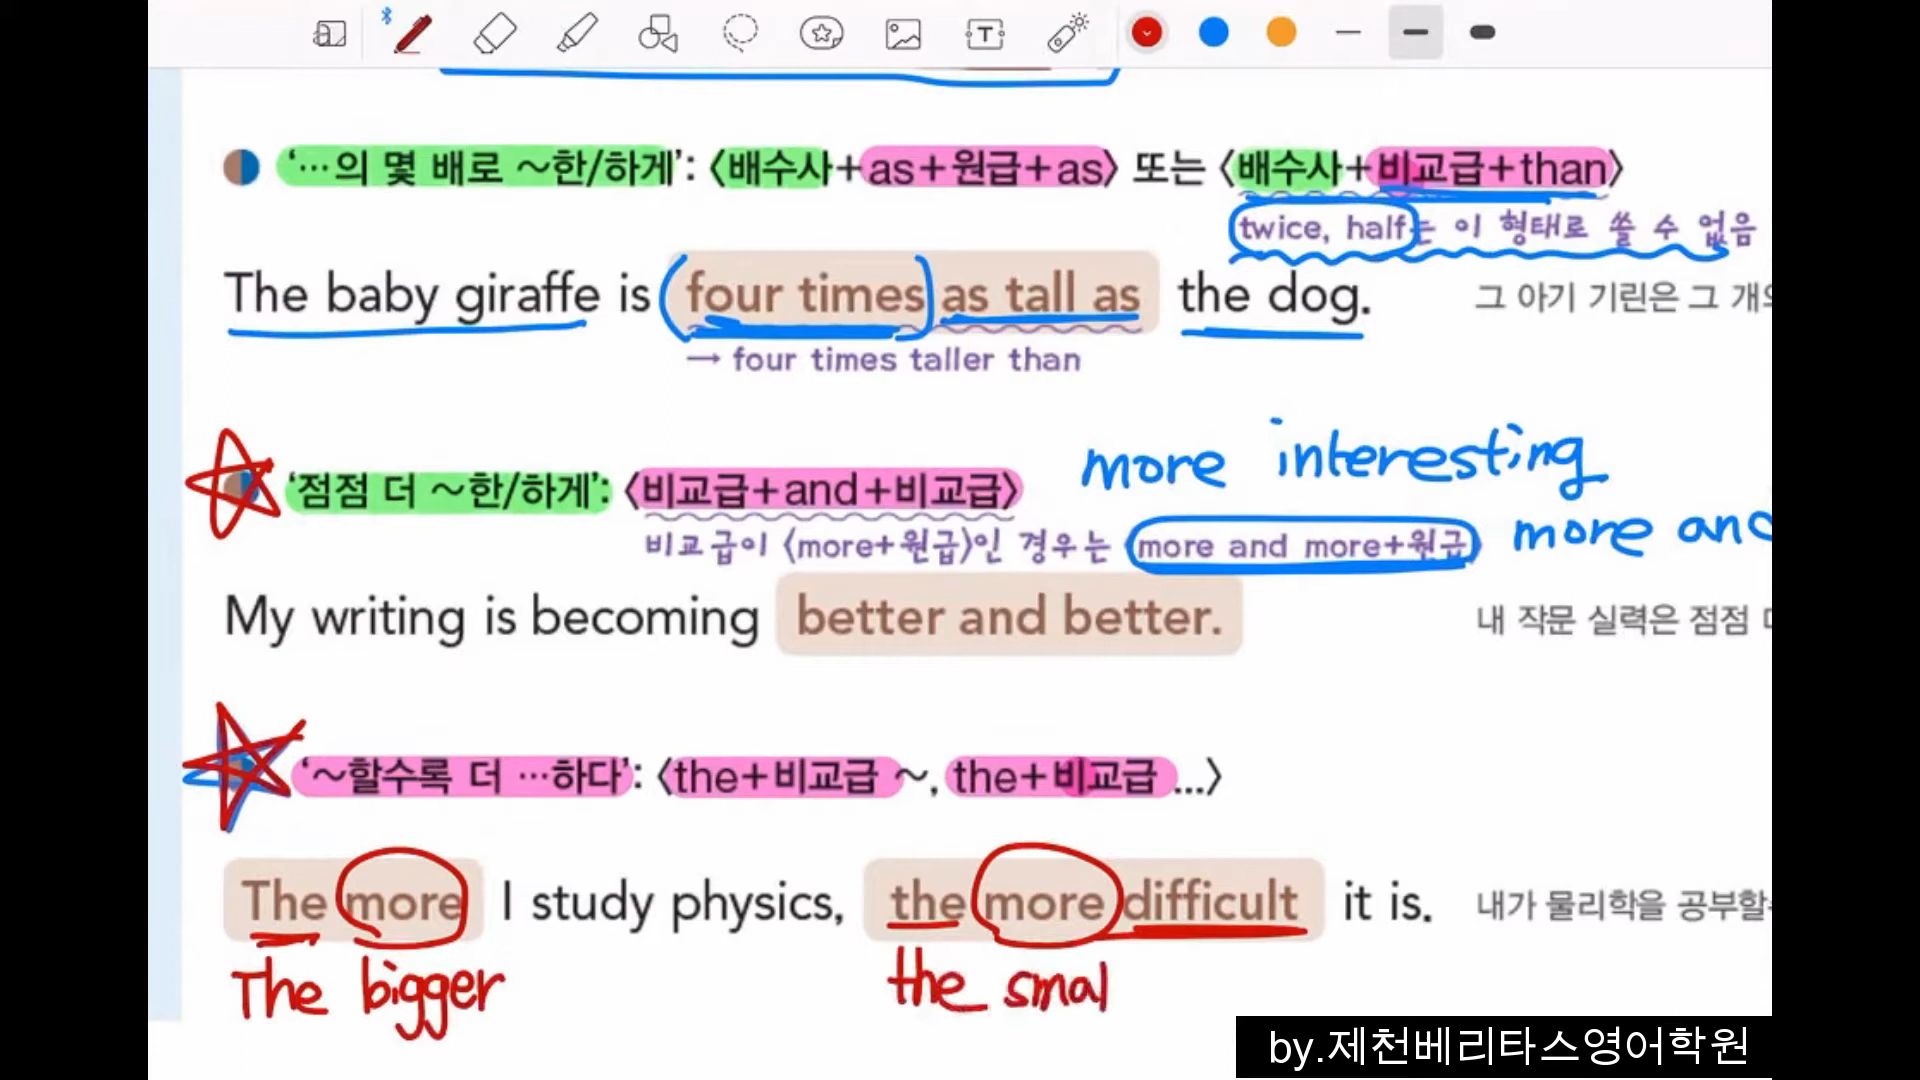 '…의 몇 배로 ~한/하게': 〈배수사+as+원급+as〉 또는 〈배수사+비교급+than〉
twice, half는 이 형태로 쓸 수 없음
The baby giraffe is four times as tall as the dog. 그 아기 기린은 그 개의
→ four times taller than
more interesting
'점점 더 ~한/하게': 〈비교급+and+비교급〉
비교급이 〈more+원급〉인 경우는 more and more+원급 more and
My writing is becoming better and better. 내 작문 실력은 점점
'~할수록 더 …하다': 〈the+비교급 ~, the+비교급 ...〉
The more I study physics, the more difficult it is. 내가 물리학을 공부할
The bigger the smal
by.제천베리타스영어학원